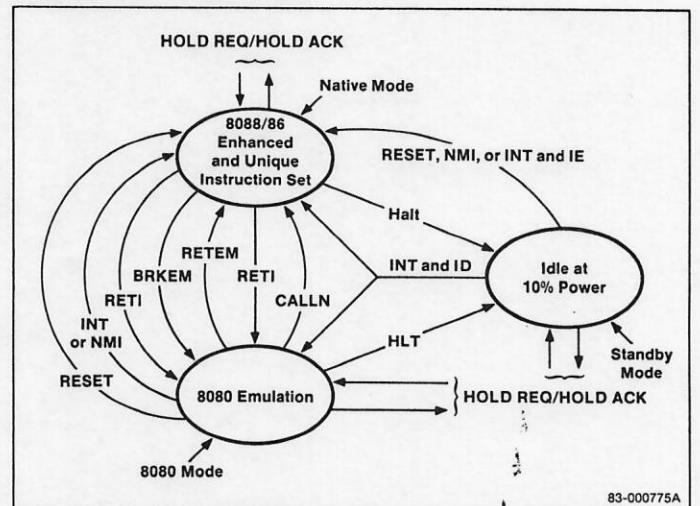 HOLD REQ/HOLD ACK
Native Mode
8088/86
Enhanced
and Unique
Instruction Set
RESET, NMI, or INT and IE
Halt
RETEM
BRKEM
RETI
INT and ID
Idle at
10% Power
RETI
CALLN
INT
or NMI
HLT
Standby
Mode
RESET
8080 Emulation
HOLD REQ/HOLD ACK
8080 Mode
83-000775A